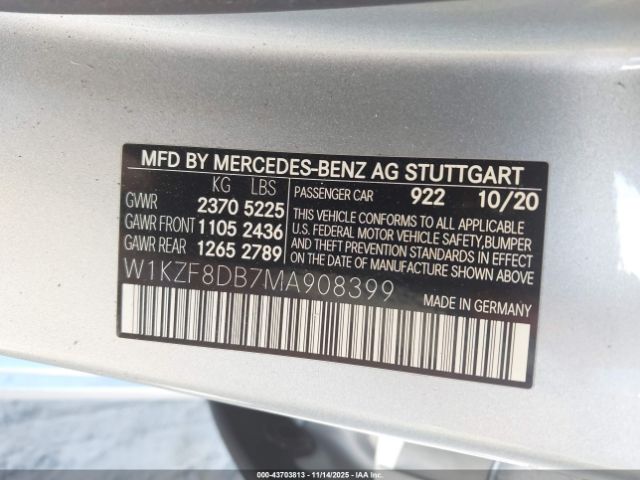 MFD BY MERCEDES-BENZ AG STUTTGART
KG LBS
GVWR 2370 5225
GAWR FRONT 1105 2436
GAWR REAR 1265 2789
PASSENGER CAR 922 10/20
THIS VEHICLE CONFORMS TO ALL APPLICABLE
U.S. FEDERAL MOTOR VEHICLE SAFETY, BUMPER
AND THEFT PREVENTION STANDARDS IN EFFECT
ON THE DATE OF MANUFACTURE SHOWN ABOVE.
W1KZF8DB7MA908399
MADE IN GERMANY
000-43703813 - 11/14/2025 - IAAI.COM